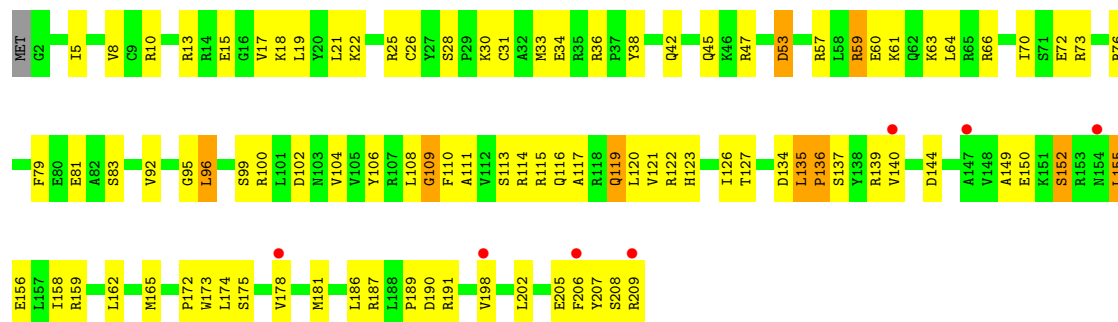 MET G2 I5 V8 C9 R10 R13 R14 E15 G16 V17 K18 L19 Y20 L21 K22 R25 C26 Y27 S28 P29 K30 C31 A32 M33 E34 R35 R36 P37 Y38 Q42 Q45 K46 R47 D53 R57 L58 R59 E60 K61 Q62 K63 L64 R65 R66 I70 S71 E72 R73
F79 E80 E81 A82 S83 V92 G95 L96 S99 R100 L101 D102 N103 V104 V105 Y106 R107 L108 G109 F110 A111 V112 S113 R114 R115 Q116 A117 R118 Q119 L120 V121 R122 H123 I126 T127 D134 L135 P136 S137 Y138 R139 V140 D144 A147 V148 A149 E150 K151 S152 R153 N154
E156 L157 I158 R159 L162 M165 P172 W173 L174 S175 V178 M181 L186 R187 L188 P189 D190 R191 V198 L202 E205 F206 Y207 S208 R209